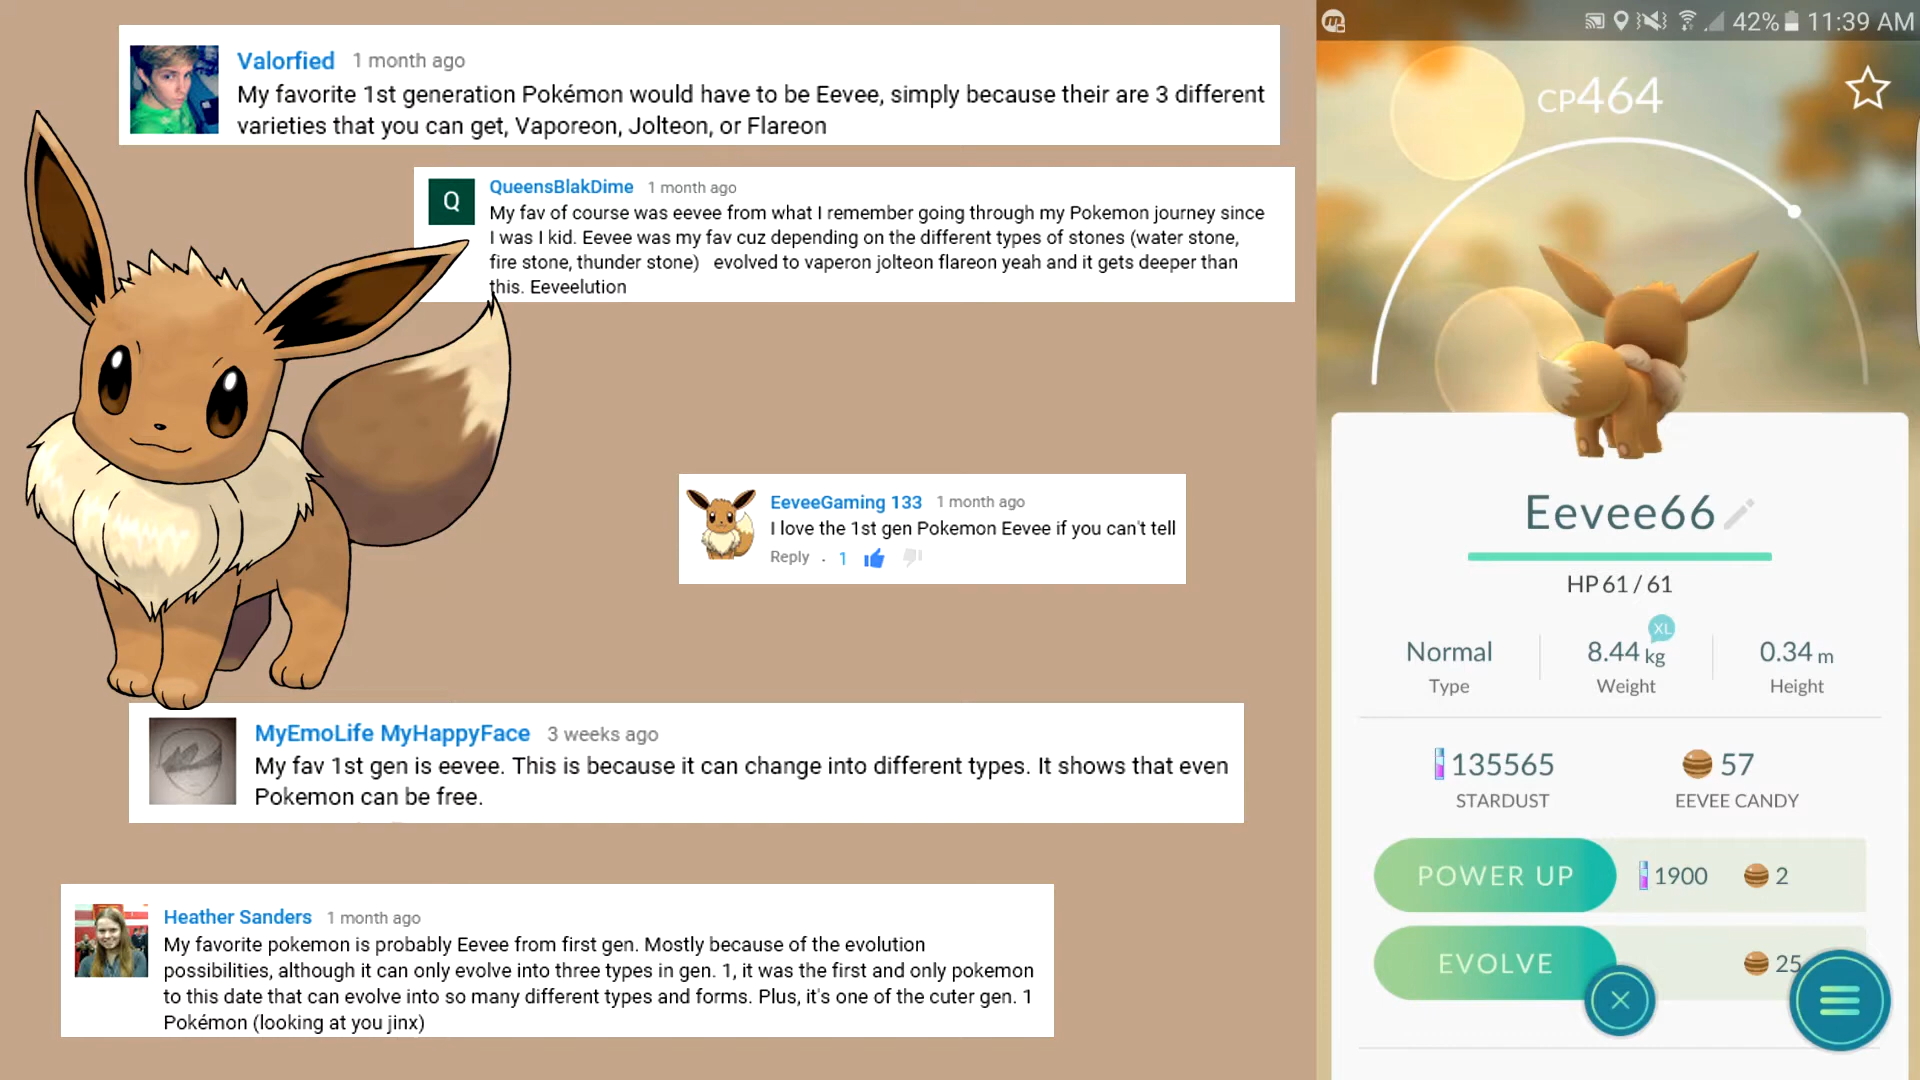 Valorfied 1 month ago
My favorite 1st generation Pokémon would have to be Eevee, simply because their are 3 different
varieties that you can get, Vaporeon, Jolteon, or Flareon
Q
QueensBlakDime 1 month ago
My fav of course was eevee from what I remember going through my Pokemon journey since
I was I kid. Eevee was my fav cuz depending on the different types of stones (water stone,
fire stone, thunder stone) evolved to vaperon jolteon flareon yeah and it gets deeper than
this. Eeveelution
EeveeGaming 133 1 month ago
I love the 1st gen Pokemon Eevee if you can't tell
Reply · 1
MyEmoLife MyHappyFace 3 weeks ago
My fav 1st gen is eevee. This is because it can change into different types. It shows that even
Pokemon can be free.
Heather Sanders 1 month ago
My favorite pokemon is probably Eevee from first gen. Mostly because of the evolution
possibilities, although it can only evolve into three types in gen. 1, it was the first and only pokemon
to this date that can evolve into so many different types and forms. Plus, it's one of the cuter gen. 1
Pokémon (looking at you jinx)
42% 11:39 AM
CP464
Eevee66
HP 61 / 61
XL
Normal 8.44 kg 0.34 m
Type Weight Height
135565 57
STARDUST EEVEE CANDY
POWER UP 1900 2
EVOLVE 25